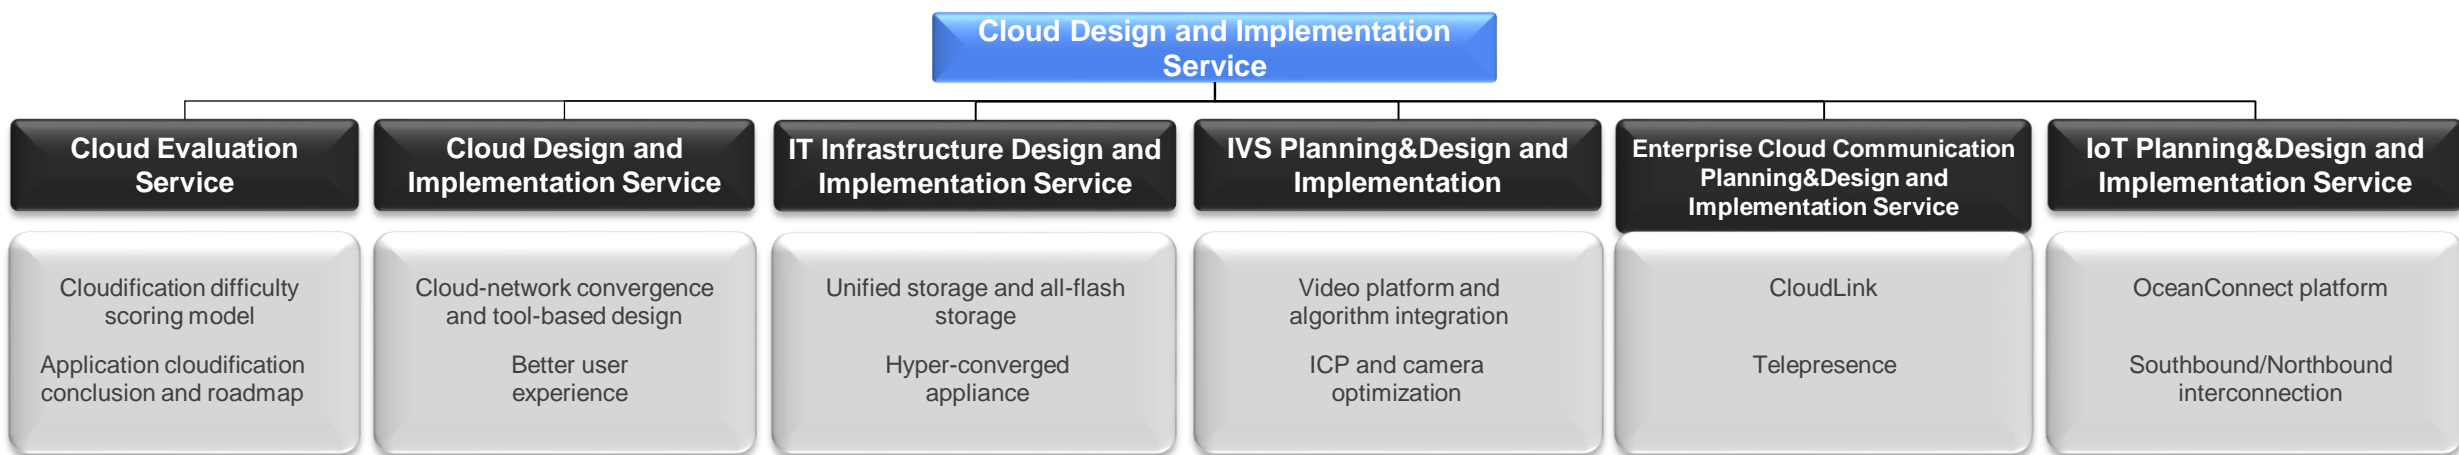 Cloud Design and Implementation
Service
Cloud Evaluation
Service
Cloud Design and
Implementation Service
IT Infrastructure Design and
Implementation Service
IVS Planning&Design and
Implementation
Enterprise Cloud Communication
Planning&Design and
Implementation Service
IoT Planning&Design and
Implementation Service
Cloudification difficulty
scoring model
Application cloudification
conclusion and roadmap
Cloud-network convergence
and tool-based design
Better user
experience
Unified storage and all-flash
storage
Hyper-converged
appliance
Video platform and
algorithm integration
ICP and camera
optimization
CloudLink
Telepresence
OceanConnect platform
Southbound/Northbound
interconnection